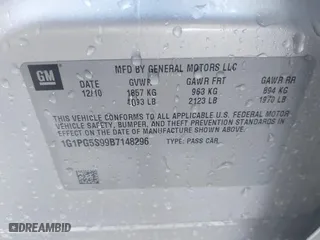 GM
MFD BY GENERAL MOTORS LLC
DATE GVWR GAWR FRT GAWR RR
12/10 1857 KG 963 KG 894 KG
4093 LB 2123 LB 1970 LB
THIS VEHICLE CONFORMS TO ALL APPLICABLE U.S. FEDERAL MOTOR
VEHICLE SAFETY, BUMPER, AND THEFT PREVENTION STANDARDS IN
EFFECT ON THE DATE OF MANUFACTURE SHOWN ABOVE.
1G1PG5S99B7148296 TYPE: PASS CAR